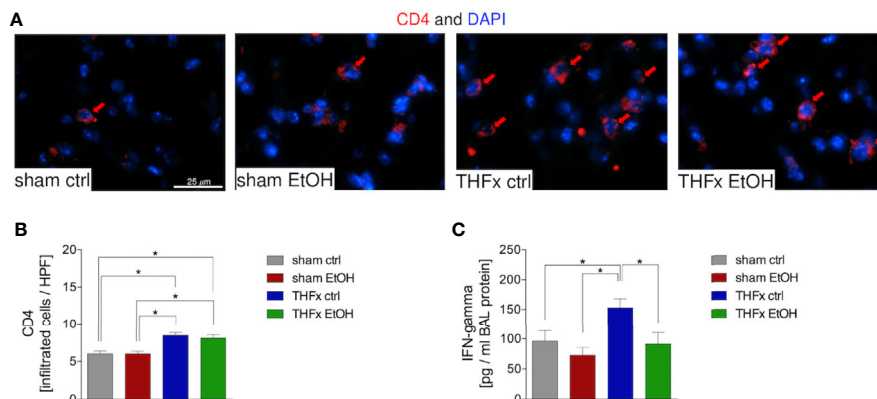 A
CD4 and DAPI
sham ctrl
25 µm
sham EtOH
THFx ctrl
THFx EtOH
B
CD4
[infiltrated cells / HPF]
20
15
10
5
*
*
*
*
sham ctrl
sham EtOH
THFx ctrl
THFx EtOH
C
IFN-gamma
[pg / ml BAL protein]
250
200
150
100
50
0
*
*
*
sham ctrl
sham EtOH
THFx ctrl
THFx EtOH